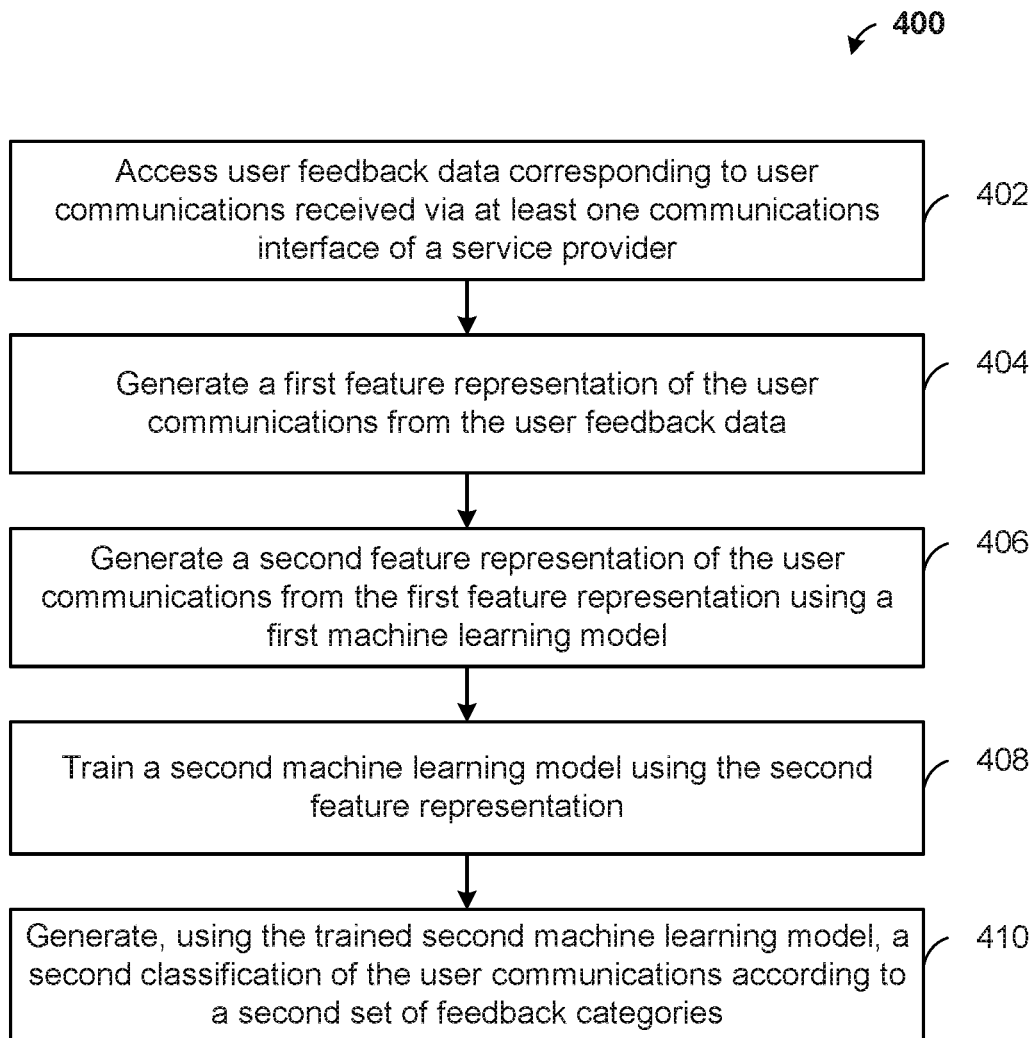 400
Access user feedback data corresponding to user
communications received via at least one communications
interface of a service provider
402
Generate a first feature representation of the user
communications from the user feedback data
404
Generate a second feature representation of the user
communications from the first feature representation using a
first machine learning model
406
Train a second machine learning model using the second
feature representation
408
Generate, using the trained second machine learning model, a
second classification of the user communications according to
a second set of feedback categories
410